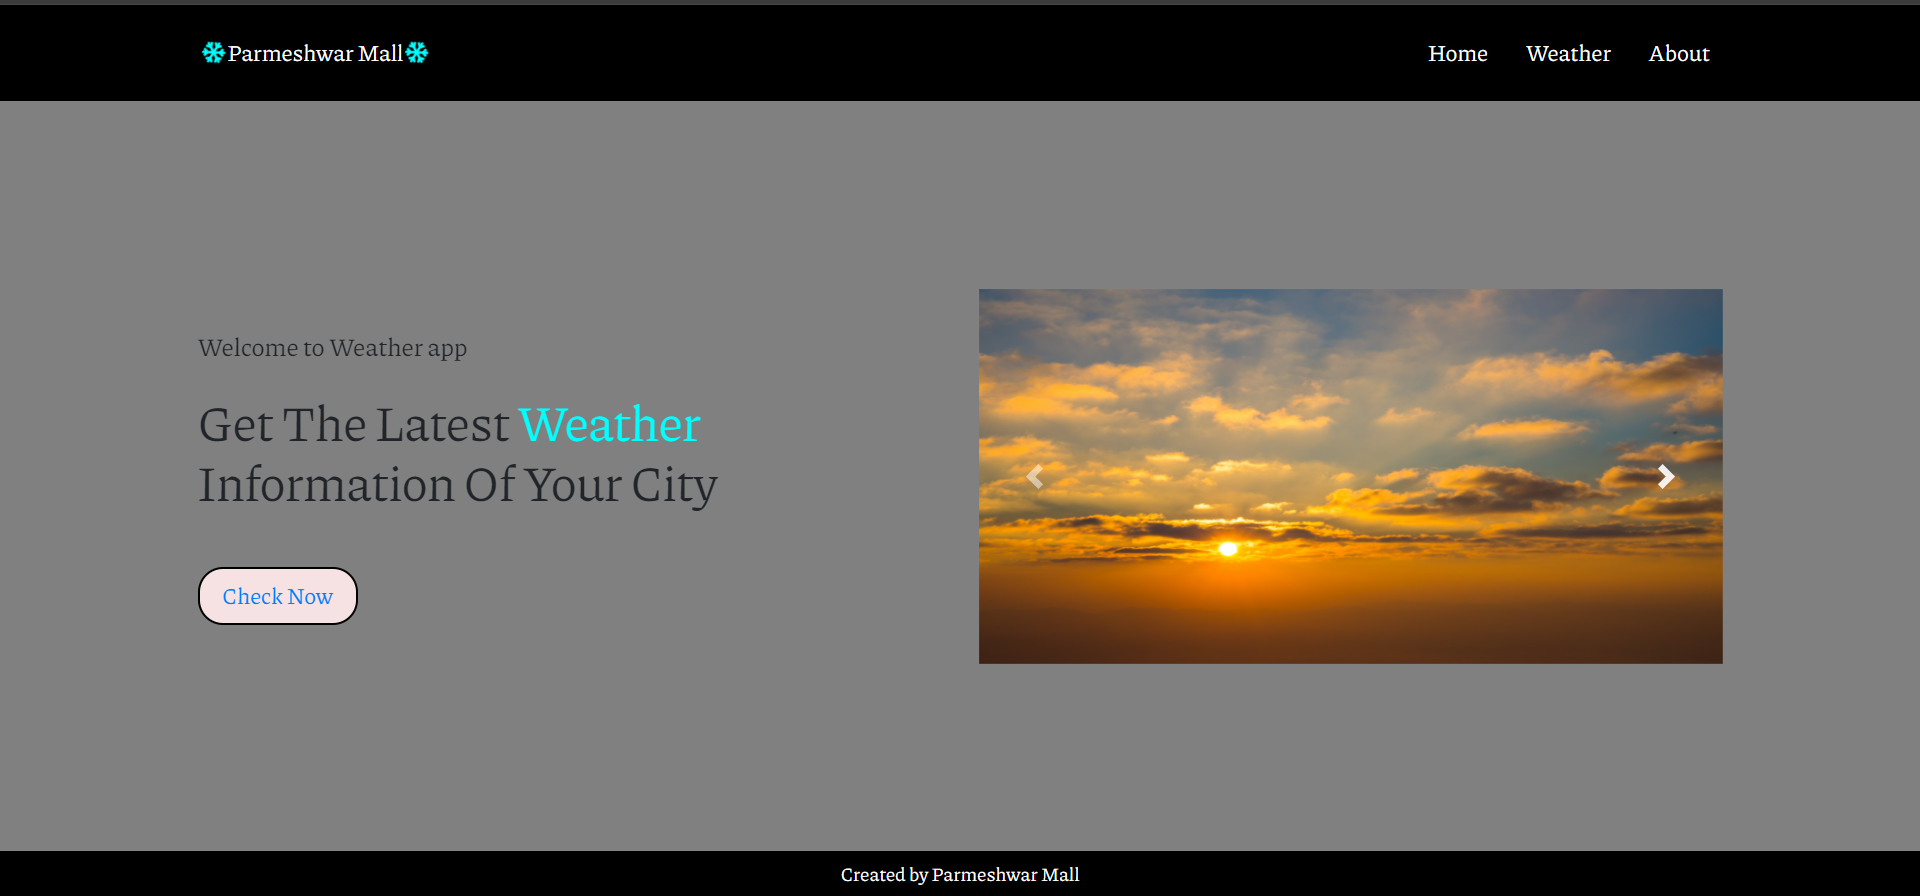 ❄Parmeshwar Mall❄
Home Weather About
Welcome to Weather app
Get The Latest Weather
Information Of Your City
Check Now
Created by Parmeshwar Mall